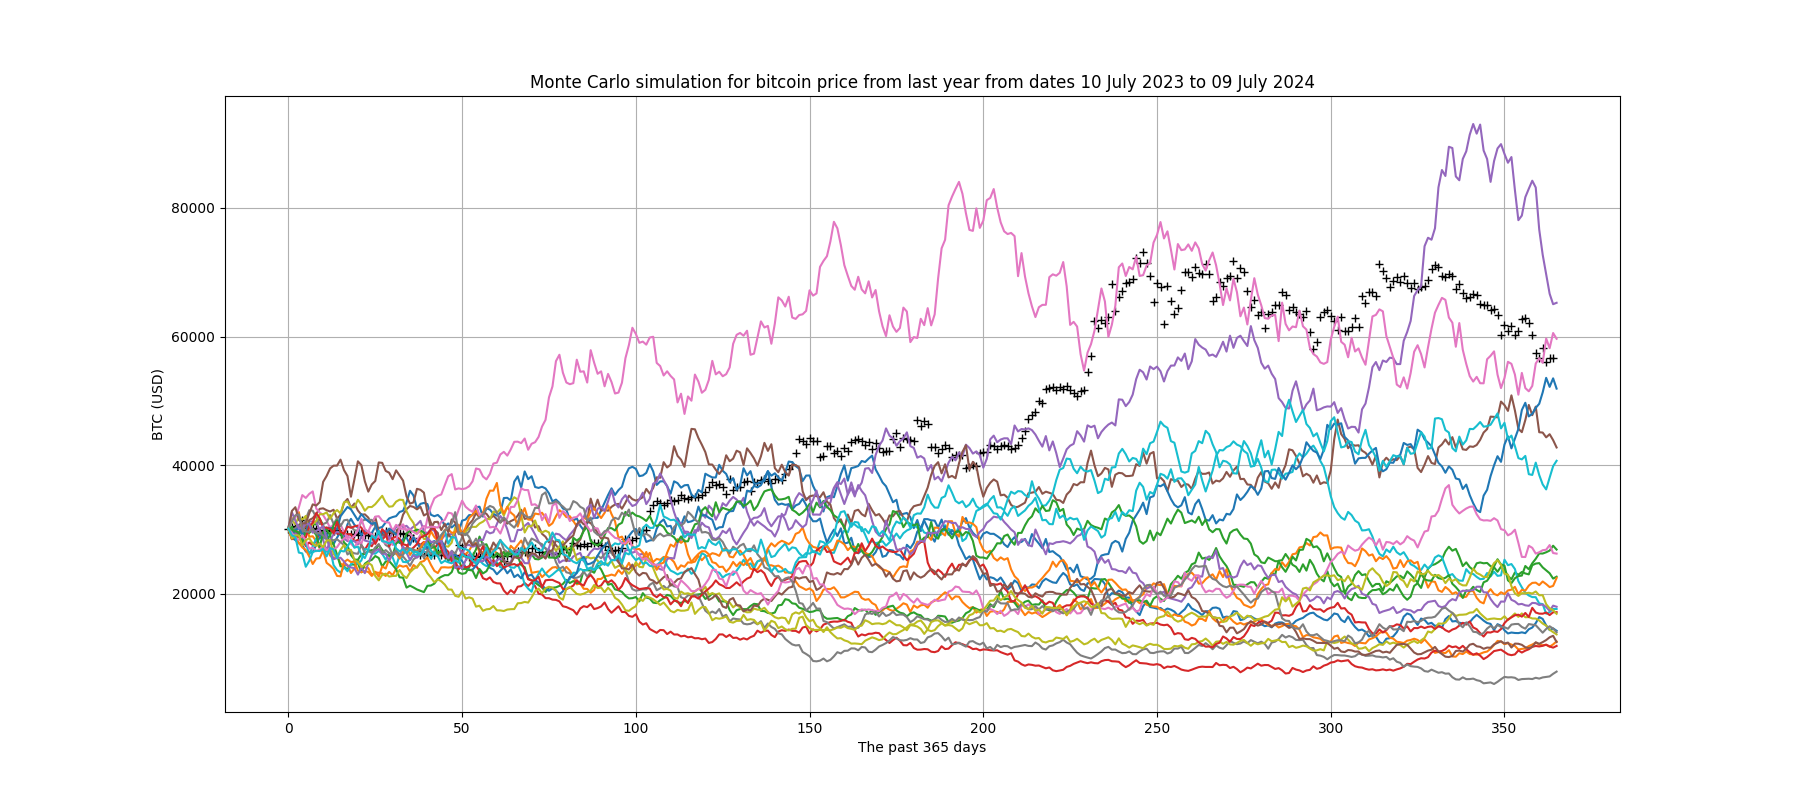 Monte Carlo simulation for bitcoin price from last year from dates 10 July 2023 to 09 July 2024
BTC (USD)
80000
60000
40000
20000
0 50 100 150 200 250 300 350
The past 365 days